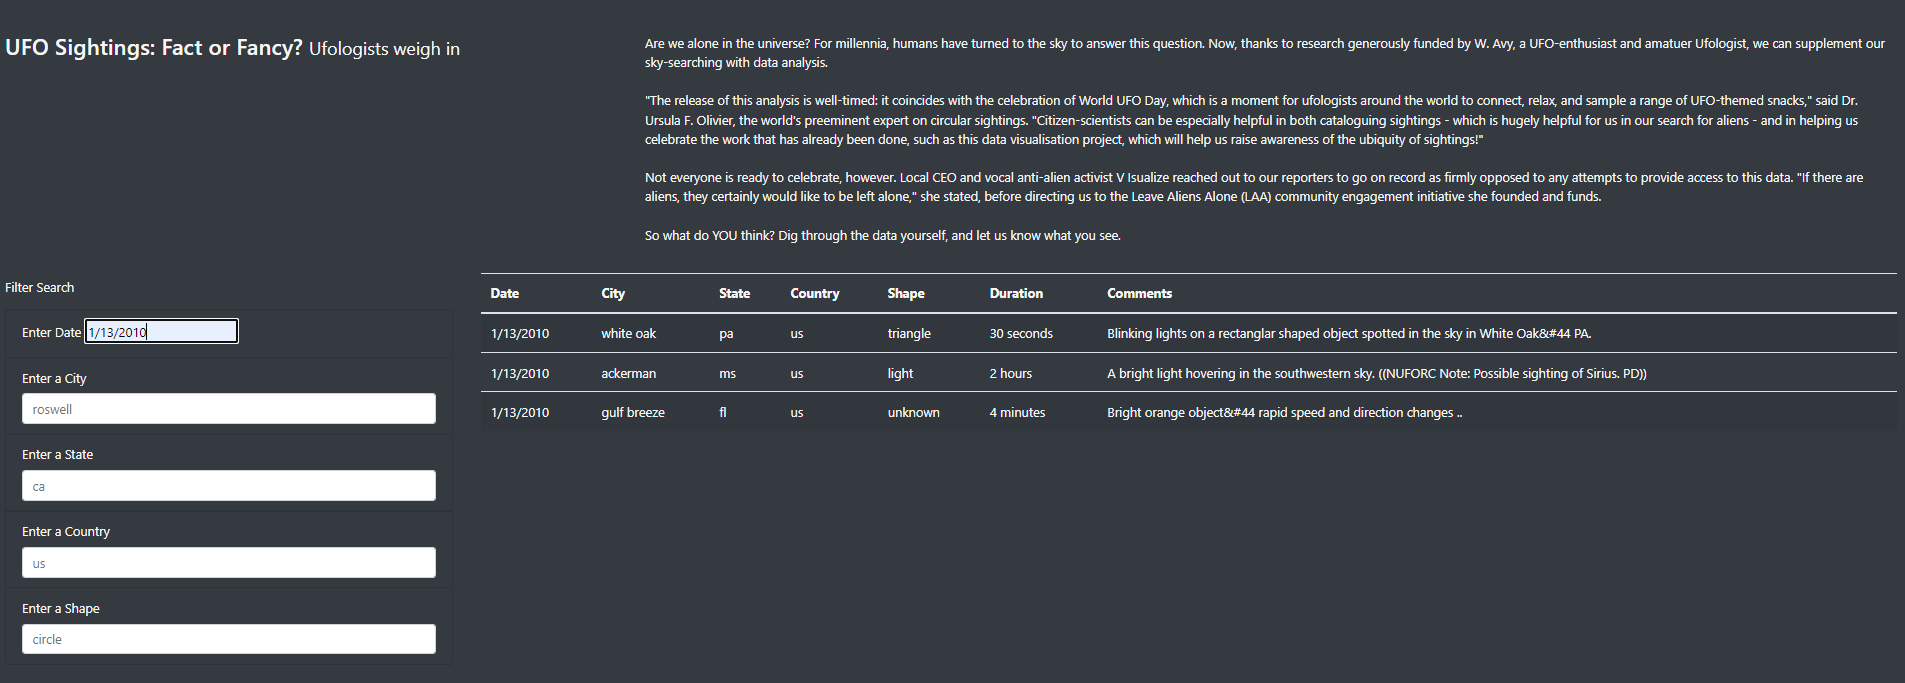 UFO Sightings: Fact or Fancy? Ufologists weigh in
Are we alone in the universe? For millennia, humans have turned to the sky to answer this question. Now, thanks to research generously funded by W. Avy, a UFO-enthusiast and amatuer Ufologist, we can supplement our
sky-searching with data analysis.
"The release of this analysis is well-timed: it coincides with the celebration of World UFO Day, which is a moment for ufologists around the world to connect, relax, and sample a range of UFO-themed snacks," said Dr.
Ursula F. Olivier, the world's preeminent expert on circular sightings. "Citizen-scientists can be especially helpful in both cataloguing sightings - which is hugely helpful for us in our search for aliens - and in helping us
celebrate the work that has already been done, such as this data visualisation project, which will help us raise awareness of the ubiquity of sightings!"
Not everyone is ready to celebrate, however. Local CEO and vocal anti-alien activist V Isualize reached out to our reporters to go on record as firmly opposed to any attempts to provide access to this data. "If there are
aliens, they certainly would like to be left alone," she stated, before directing us to the Leave Aliens Alone (LAA) community engagement initiative she founded and funds.
So what do YOU think? Dig through the data yourself, and let us know what you see.
Filter Search
Enter Date 1/13/2010
Enter a City
roswell
Enter a State
ca
Enter a Country
us
Enter a Shape
circle
Date City State Country Shape Duration Comments
1/13/2010 white oak pa us triangle 30 seconds Blinking lights on a rectanglar shaped object spotted in the sky in White Oak&#44 PA.
1/13/2010 ackerman ms us light 2 hours A bright light hovering in the southwestern sky. ((NUFORC Note: Possible sighting of Sirius. PD))
1/13/2010 gulf breeze fl us unknown 4 minutes Bright orange object&#44 rapid speed and direction changes ..